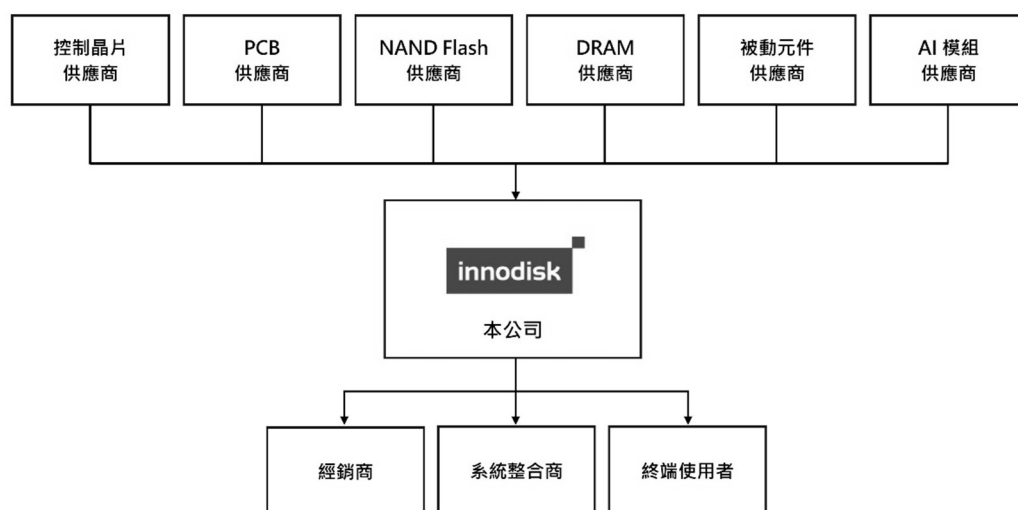 控制晶片
供應商
PCB
供應商
NAND Flash
供應商
DRAM
供應商
被動元件
供應商
AI 模組
供應商
innodisk
本公司
經銷商
系統整合商
終端使用者